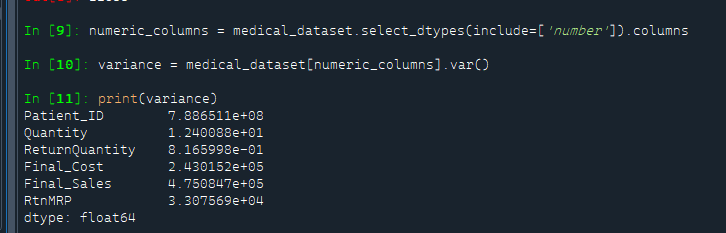 In [9]: numeric_columns = medical_dataset.select_dtypes(include=['number']).columns
In [10]: variance = medical_dataset[numeric_columns].var()
In [11]: print(variance)
Patient_ID        7.886511e+08
Quantity          1.240088e+01
ReturnQuantity    8.165998e-01
Final_Cost        2.430152e+05
Final_Sales       4.750847e+05
RtnMRP            3.307569e+04
dtype: float64